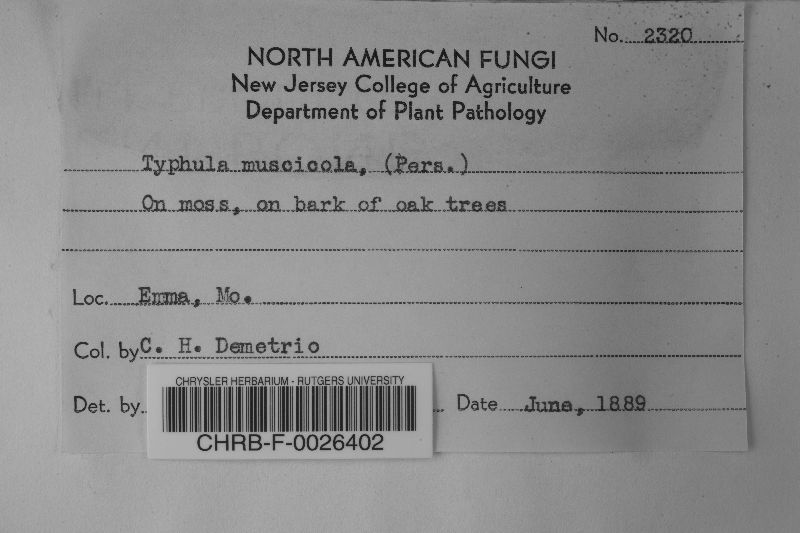 No. 2320
NORTH AMERICAN FUNGI
New Jersey College of Agriculture
Department of Plant Pathology
Typhula muscicola, (Pers.)
On moss, on bark of oak trees
Loc. Emma, Mo.
Col. by C. H. Demetrio
Det. by Date June, 1889
CHRYSLER HERBARIUM - RUTGERS UNIVERSITY
CHRB-F-0026402